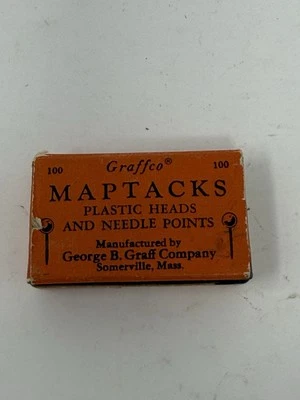 100 Graffco® 100
MAPTACKS
PLASTIC HEADS
AND NEEDLE POINTS
Manufactured by
George B. Graff Company
Somerville, Mass.